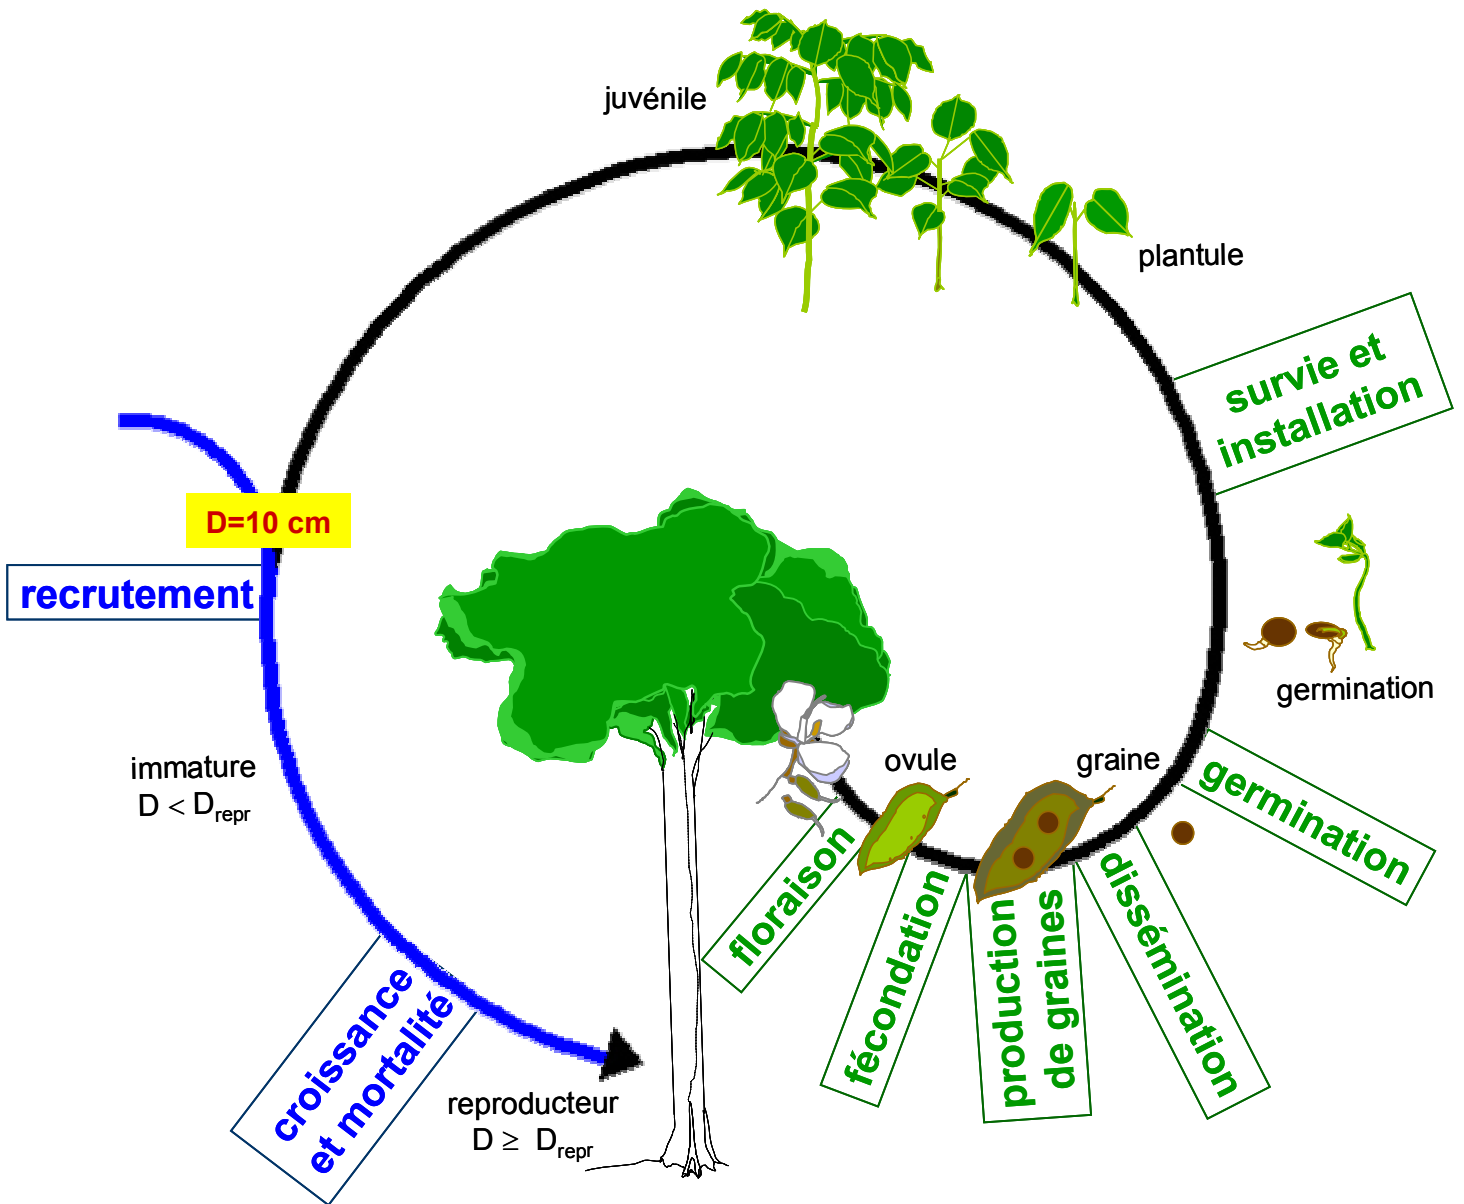 juvénile
plantule
survie et
installation
D=10 cm
recrutement
germination
immature
D < Drepr
ovule
graine
germination
floraison
fécondation
production
de graines
dissémination
croissance
et mortalité
reproducteur
D ≥ Drepr